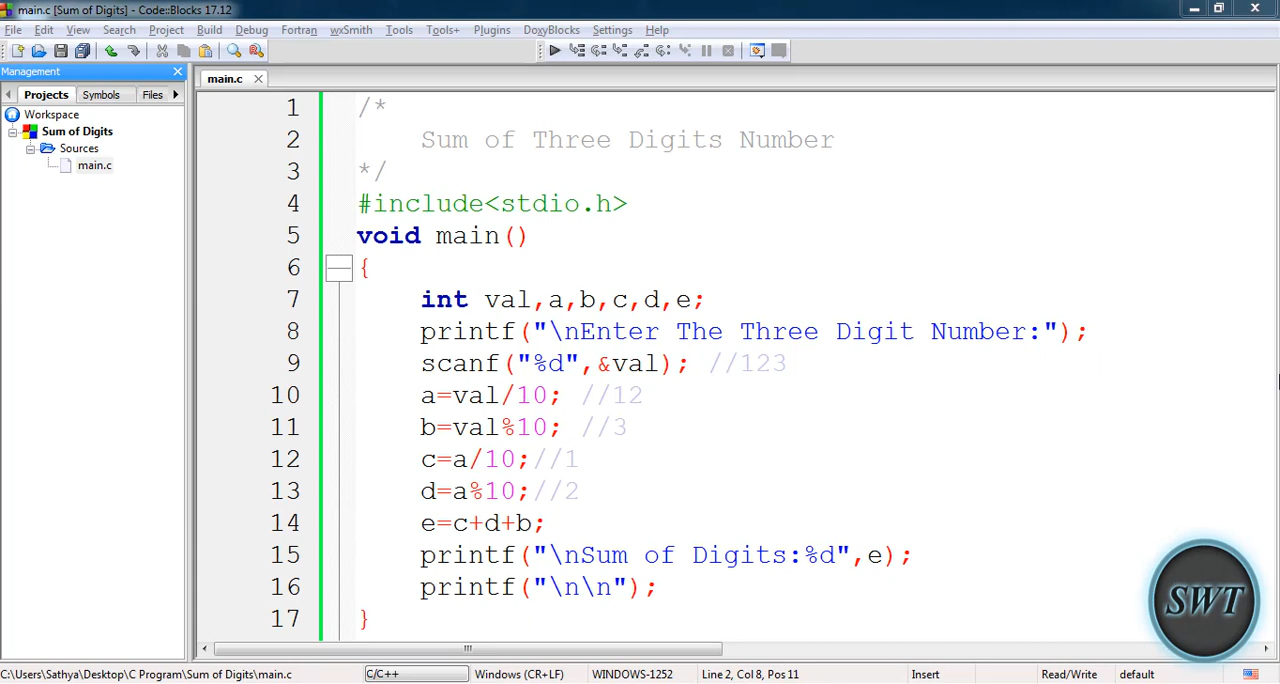 main.c [Sum of Digits] - Code::Blocks 17.12
File Edit View Search Project Build Debug Fortran wxSmith Tools Tools+ Plugins DoxyBlocks Settings Help
Management
main.c
Projects Symbols Files
Workspace
Sum of Digits
Sources
main.c
1 /*
2 Sum of Three Digits Number
3 */
4 #include<stdio.h>
5 void main()
6 {
7 int val,a,b,c,d,e;
8 printf("\nEnter The Three Digit Number:");
9 scanf("%d",&val); //123
10 a=val/10; //12
11 b=val%10; //3
12 c=a/10;//1
13 d=a%10;//2
14 e=c+d+b;
15 printf("\nSum of Digits:%d",e);
16 printf("\n\n");
17 }
SWT
C:\Users\Sathya\Desktop\C Program\Sum of Digits\main.c C/C++ Windows (CR+LF) WINDOWS-1252 Line 2, Col 8, Pos 11 Insert Read/Write default